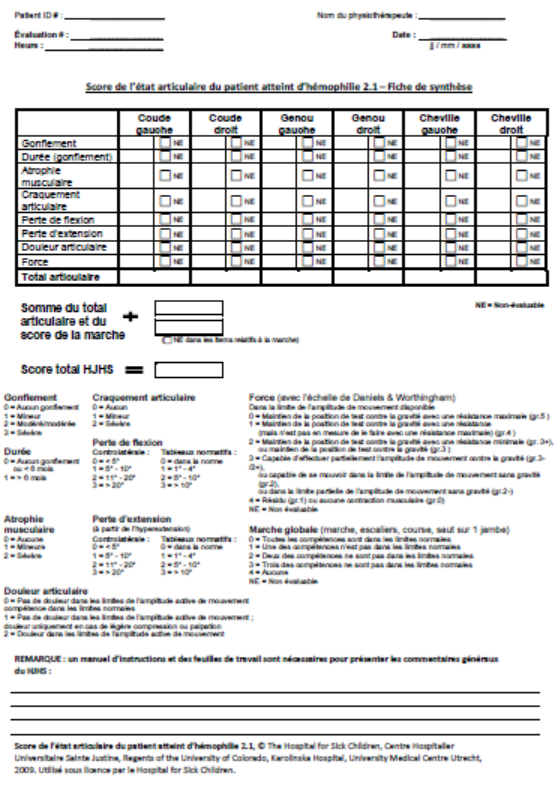 Patient ID # : Nom du physiothérapeute :
Évaluation # : Date :
Heure : jj / mm / aaaa
Score de l'état articulaire du patient atteint d'hémophilie 2.1 – Fiche de synthèse
Coude gauche Coude droit Genou gauche Genou droit Cheville gauche Cheville droit
Gonflement NE NE NE NE NE NE
Durée (gonflement) NE NE NE NE NE NE
Atrophie musculaire NE NE NE NE NE NE
Craquement articulaire NE NE NE NE NE NE
Perte de flexion NE NE NE NE NE NE
Perte d'extension NE NE NE NE NE NE
Douleur articulaire NE NE NE NE NE NE
Force NE NE NE NE NE NE
Total articulaire
NE = Non-évaluable
Somme du total
articulaire et du +
score de la marche
(NE dans les items relatifs à la marche)
Score total HJHS =
Gonflement
0 = Aucun gonflement
1 = Mineur
2 = Modéré/modérée
3 = Sévère
Durée
0 = Aucun gonflement
ou < 6 mois
1 = > 6 mois
Atrophie
musculaire
0 = Aucune
1 = Mineure
2 = Sévère
Craquement articulaire
0 = Aucun
1 = Mineur
2 = Sévère
Perte de flexion
Controlatérale : Tableaux normatifs :
0 = < 5° 0 = dans la norme
1 = 5° - 10° 1 = 1° - 4°
2 = 11° - 20° 2 = 5° - 10°
3 = > 20° 3 = > 10°
Perte d'extension
(à partir de l'hyperextension)
Controlatérale : Tableaux normatifs :
0 = < 5° 0 = dans la norme
1 = 5° - 10° 1 = 1° - 4°
2 = 11° - 20° 2 = 5° - 10°
3 = > 20° 3 = > 10°
Douleur articulaire
0 = Pas de douleur dans les limites de l'amplitude active de mouvement
compétence dans les limites normales
1 = Pas de douleur dans les limites de l'amplitude active de mouvement ;
douleur uniquement en cas de légère compression ou palpation
2 = Douleur dans les limites de l'amplitude active de mouvement
Force (avec l'échelle de Daniels & Worthingham)
Dans la limite de l'amplitude de mouvement disponible
0 = Maintien de la position de test contre la gravité avec une résistance maximale (gr.5 )
1 = Maintien de la position de test contre la gravité avec une résistance
(mais n'est pas en mesure de le faire avec une résistance maximale) (gr.4 )
2 = Maintien de la position de test contre la gravité avec une résistance minimale (gr. 3+),
ou maintien de la position de test contre la gravité (gr.3 )
3 = Capable d'effectuer partiellement l'amplitude de mouvement contre la gravité (gr.3-
/2+),
ou capable de se mouvoir dans la limite de l'amplitude de mouvement sans gravité
(gr.2),
ou dans la limite partielle de l'amplitude de mouvement sans gravité (gr.2-)
4 = Résidu (gr.1) ou aucune contraction musculaire (gr.0)
NE = Non évaluable
Marche globale (marche, escaliers, course, saut sur 1 jambe)
0 = Toutes les compétences sont dans les limites normales
1 = Une des compétences n'est pas dans les limites normales
2 = Deux des compétences ne sont pas dans les limites normales
3 = Trois des compétences ne sont pas dans les limites normales
4 = Aucune
NE = Non évaluable
REMARQUE : un manuel d'instructions et des feuilles de travail sont nécessaires pour présenter les commentaires généraux
du HJHS :
Score de l'état articulaire du patient atteint d'hémophilie 2.1, © The Hospital for Sick Children, Centre Hospitalier
Universitaire Sainte Justine, Regents of the University of Colorado, Karolinska Hospital, University Medical Centre Utrecht,
2009. Utilisé sous licence par le Hospital for Sick Children.